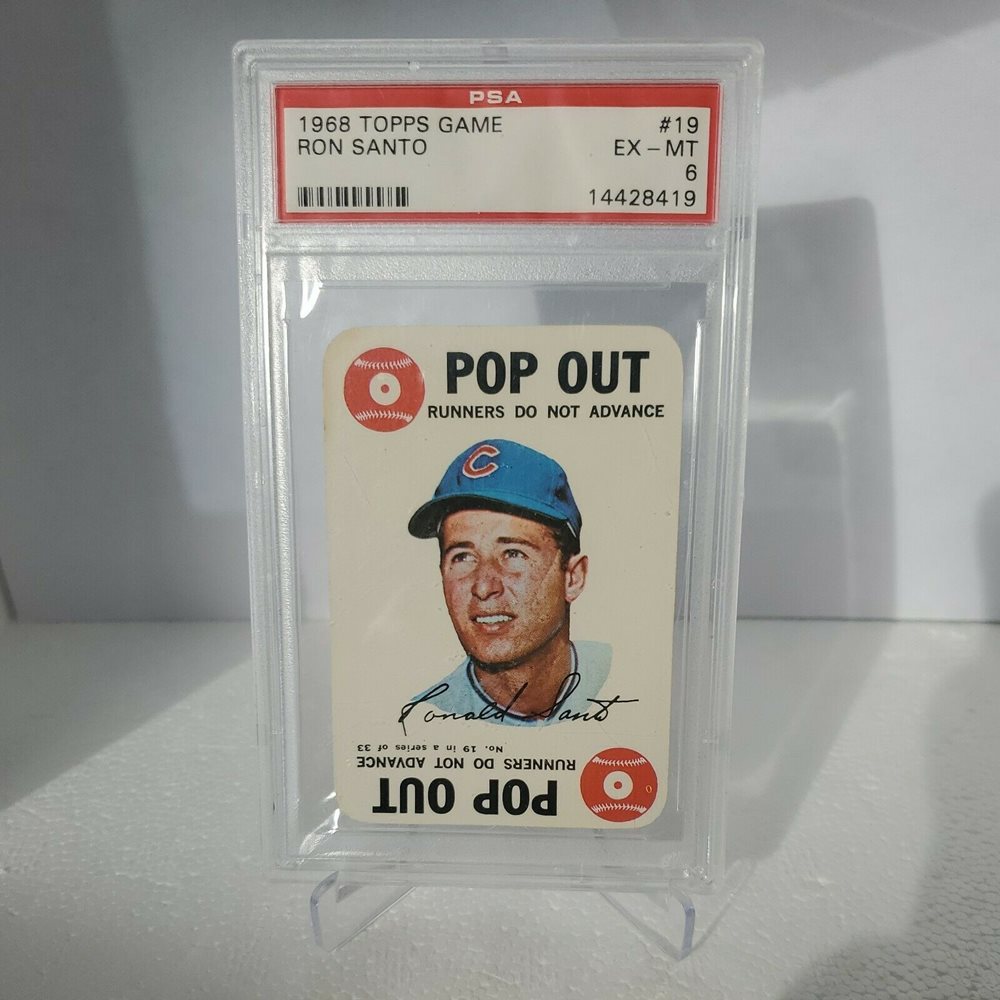 PSA
1968 TOPPS GAME #19
RON SANTO EX-MT
6
14428419
POP OUT
RUNNERS DO NOT ADVANCE
C
Ronald Santo
No. 19 in a series of 33
RUNNERS DO NOT ADVANCE
POP OUT